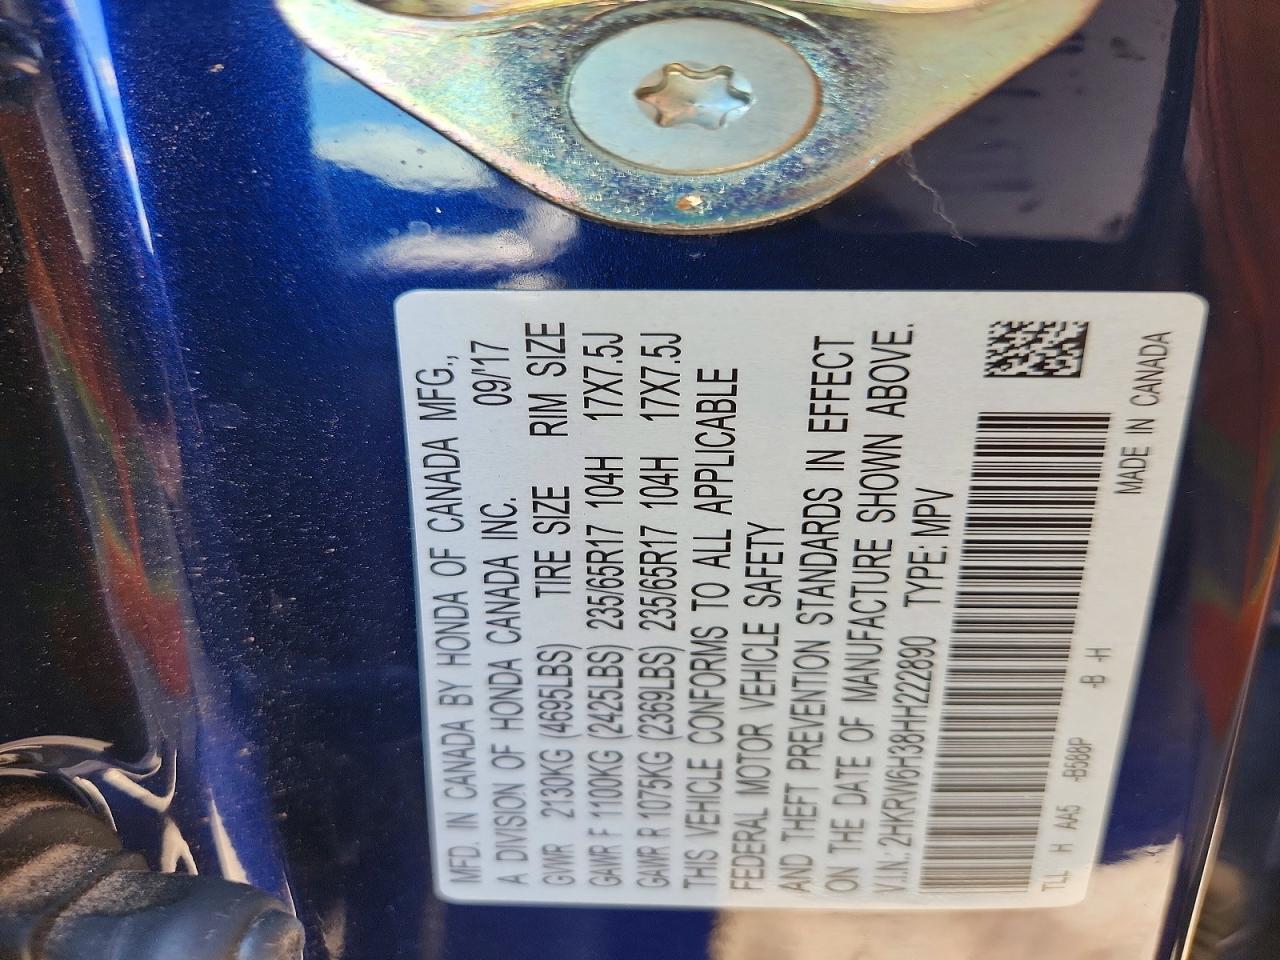 MFD. IN CANADA BY HONDA OF CANADA MFG.,
A DIVISION OF HONDA CANADA INC. 09/'17
GVWR 2130KG (4695LBS) TIRE SIZE RIM SIZE
GAWR F 1100KG (2425LBS) 235/65R17 104H 17X7.5J
GAWR R 1075KG (2369LBS) 235/65R17 104H 17X7.5J
THIS VEHICLE CONFORMS TO ALL APPLICABLE
FEDERAL MOTOR VEHICLE SAFETY
AND THEFT PREVENTION STANDARDS IN EFFECT
ON THE DATE OF MANUFACTURE SHOWN ABOVE.
V.I.N.: 2HKRW6H38HH222890 TYPE: MPV
TLL H AA5 -B588P -B -H
MADE IN CANADA